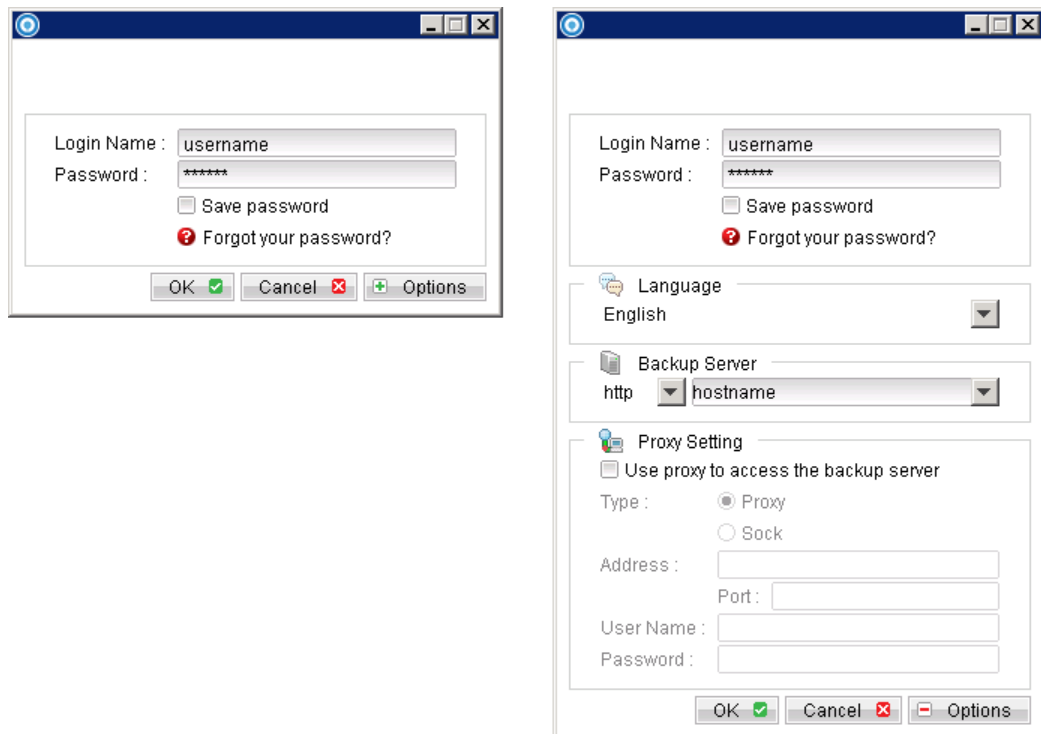 Login Name : username
Password : ******
Save password
Forgot your password?
OK Cancel Options
Login Name : username
Password : ******
Save password
Forgot your password?
Language
English
Backup Server
http hostname
Proxy Setting
Use proxy to access the backup server
Type : Proxy
Sock
Address :
Port :
User Name :
Password :
OK Cancel Options